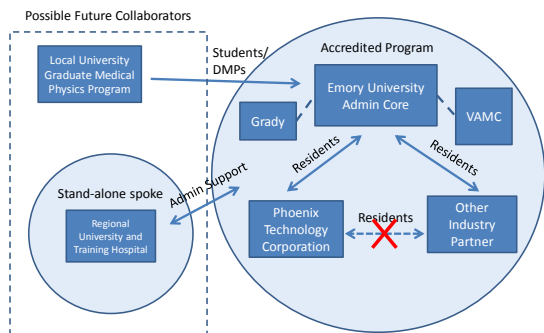 Possible Future Collaborators
Local University
Graduate Medical
Physics Program
Students/
DMPs
Accredited Program
Emory University
Admin Core
Grady
VAMC
Residents
Residents
Stand-alone spoke
Admin Support
Regional
University and
Training Hospital
Phoenix
Technology
Corporation
Residents
Other
Industry
Partner